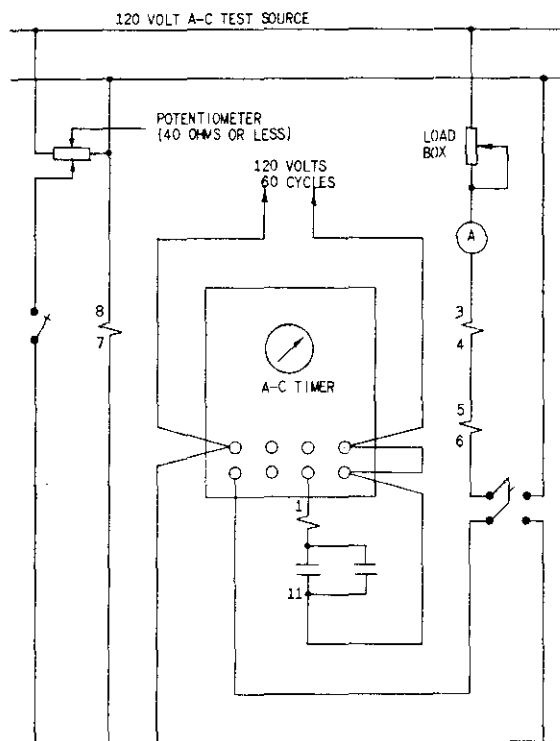 120 VOLT A-C TEST SOURCE
POTENTIOMETER
(40 OHMS OR LESS)
LOAD
BOX
120 VOLTS
60 CYCLES
A
8
7
3
4
A-C TIMER
5
6
1
11